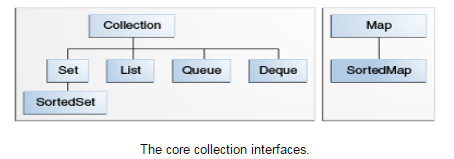 Collection
Map
Set
List
Queue
Deque
SortedMap
SortedSet
The core collection interfaces.